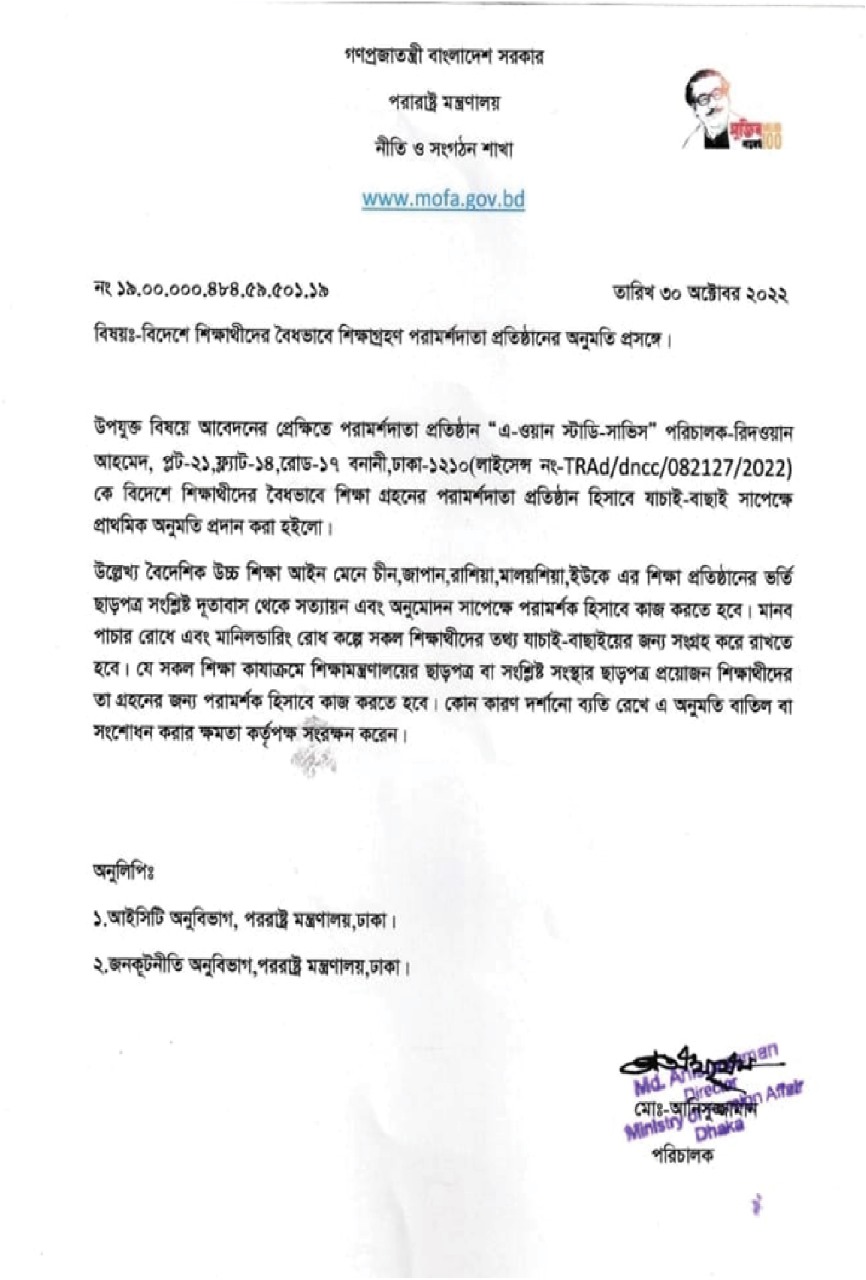 গণপ্রজাতন্ত্রী বাংলাদেশ সরকার
পরারাষ্ট্র মন্ত্রণালয়
নীতি ও সংগঠন শাখা
www.mofa.gov.bd
মুজিব
100
নং ১৯.০০.০০০.৪৮৪.৫৯.৫০১.১৯ তারিখ ৩০ অক্টোবর ২০২২
বিষয়ঃ-বিদেশে শিক্ষাথীদের বৈধভাবে শিক্ষাগ্রহণ পরামর্শদাতা প্রতিষ্ঠানের অনুমতি প্রসঙ্গে।
উপযুক্ত বিষয়ে আবেদনের প্রেক্ষিতে পরামর্শদাতা প্রতিষ্ঠান “এ-ওয়ান স্টাডি-সাভিস” পরিচালক-রিদওয়ান
আহমেদ, প্লট-২১,ফ্ল্যাট-১৪,রোড-১৭ বনানী,ঢাকা-১২১০(লাইসেন্স নং-TRAd/dncc/082127/2022)
কে বিদেশে শিক্ষাথীদের বৈধভাবে শিক্ষা গ্রহনের পরামর্শদাতা প্রতিষ্ঠান হিসাবে যাচাই-বাছাই সাপেক্ষে
প্রাথমিক অনুমতি প্রদান করা হইলো।
উল্লেখ্য বৈদেশিক উচ্চ শিক্ষা আইন মেনে চীন,জাপান,রাশিয়া,মালয়শিয়া,ইউকে এর শিক্ষা প্রতিষ্ঠানের ভর্তি
ছাড়পত্র সংশ্লিষ্ট দূতাবাস থেকে সত্যায়ন এবং অনুমোদন সাপেক্ষে পরামর্শক হিসাবে কাজ করতে হবে। মানব
পাচার রোধে এবং মানিলন্ডারিং রোধ কল্পে সকল শিক্ষাথীদের তথ্য যাচাই-বাছাইয়ের জন্য সংগ্রহ করে রাখতে
হবে। যে সকল শিক্ষা কাযাক্রমে শিক্ষামন্ত্রণালয়ের ছাড়পত্র বা সংশ্লিষ্ট সংস্থার ছাড়পত্র প্রয়োজন শিক্ষাথীদের
তা গ্রহনের জন্য পরামর্শক হিসাবে কাজ করতে হবে। কোন কারণ দর্শানো ব্যতি রেখে এ অনুমতি বাতিল বা
সংশোধন করার ক্ষমতা কর্তৃপক্ষ সংরক্ষন করেন।
অনুলিপিঃ
১.আইসিটি অনুবিভাগ, পররাষ্ট্র মন্ত্রণালয়,ঢাকা।
২.জনকূটনীতি অনুবিভাগ,পররাষ্ট্র মন্ত্রণালয়,ঢাকা।
Md.
Director
মোঃ-আনিসুজ্জামান
Ministry Affair
Dhaka
পরিচালক